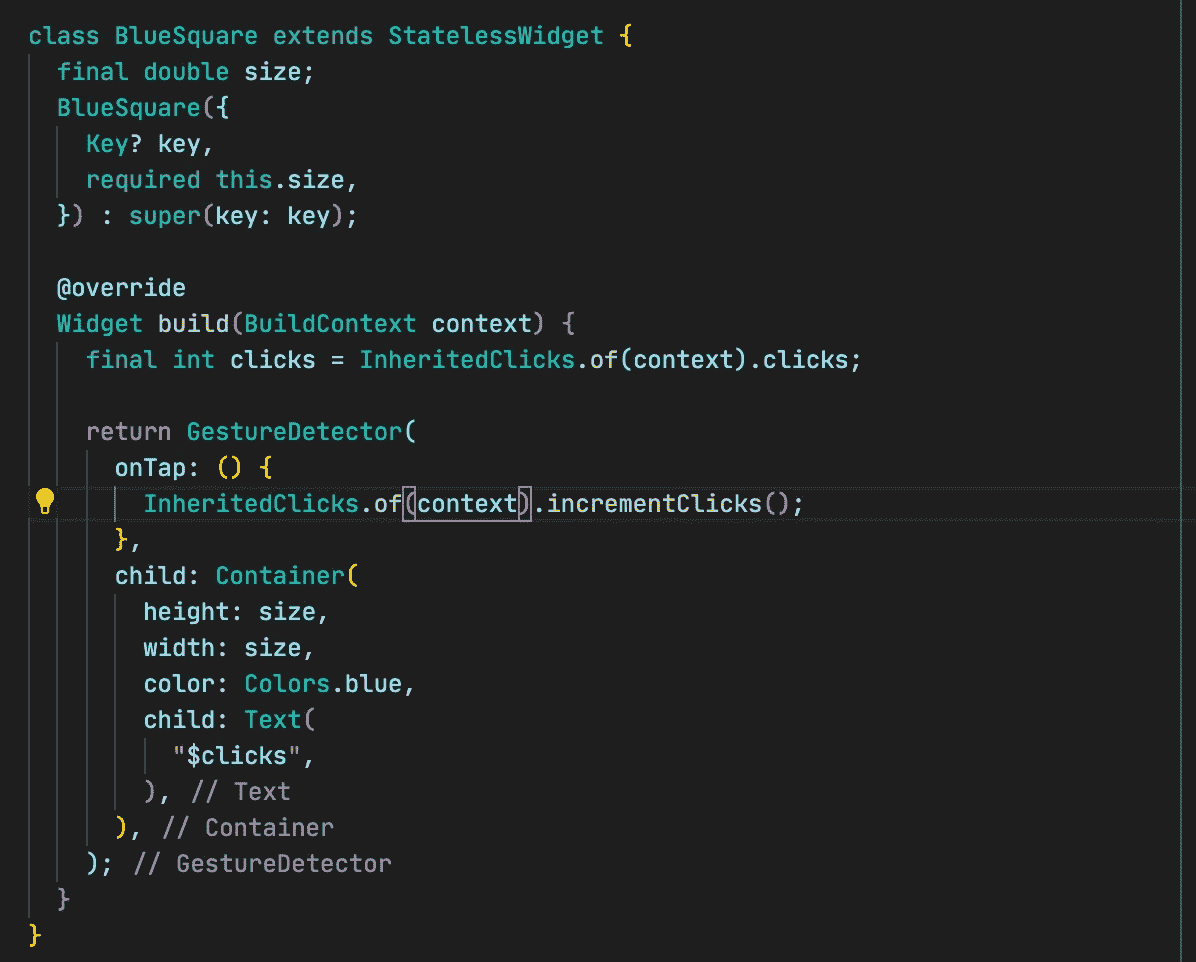 class BlueSquare extends StatelessWidget {
  final double size;
  BlueSquare({
    Key? key,
    required this.size,
  }) : super(key: key);

  @override
  Widget build(BuildContext context) {
    final int clicks = InheritedClicks.of(context).clicks;

    return GestureDetector(
      onTap: () {
        InheritedClicks.of(context).incrementClicks();
      },
      child: Container(
        height: size,
        width: size,
        color: Colors.blue,
        child: Text(
          "$clicks",
        ), // Text
      ), // Container
    ); // GestureDetector
  }
}